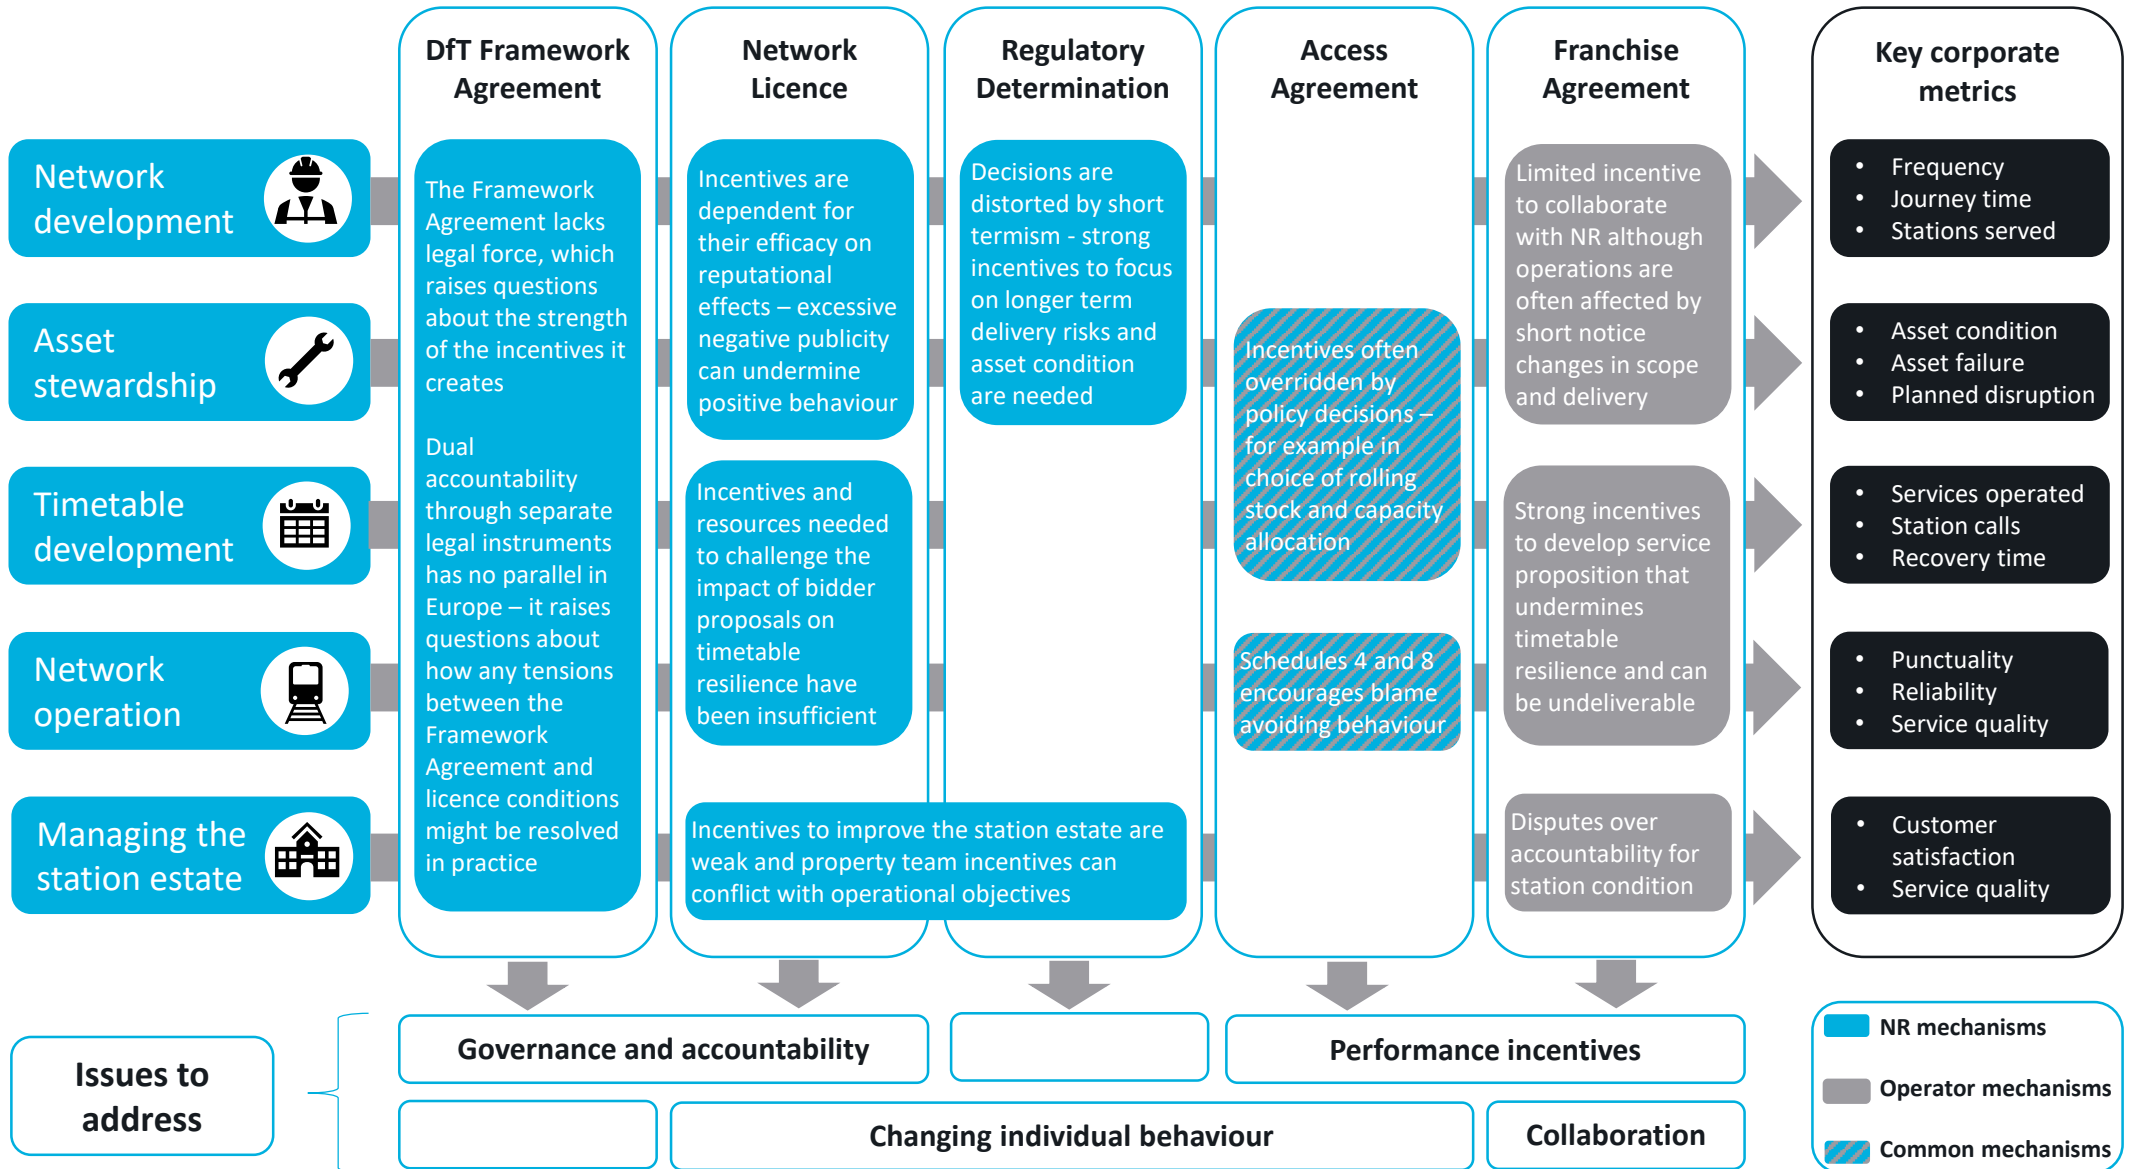 DfT Framework
Agreement
Network
Licence
Regulatory
Determination
Access
Agreement
Franchise
Agreement
Key corporate
metrics
Network
development
Asset
stewardship
Timetable
development
Network
operation
Managing the
station estate
The Framework
Agreement lacks
legal force, which
raises questions
about the strength
of the incentives it
creates
Dual
accountability
through separate
legal instruments
has no parallel in
Europe – it raises
questions about
how any tensions
between the
Framework
Agreement and
licence conditions
might be resolved
in practice
Incentives are
dependent for
their efficacy on
reputational
effects – excessive
negative publicity
can undermine
positive behaviour
Incentives and
resources needed
to challenge the
impact of bidder
proposals on
timetable
resilience have
been insufficient
Incentives to improve the station estate are
weak and property team incentives can
conflict with operational objectives
Decisions are
distorted by short
termism - strong
incentives to focus
on longer term
delivery risks and
asset condition
are needed
Incentives often
overridden by
policy decisions –
for example in
choice of rolling
stock and capacity
allocation
Schedules 4 and 8
encourages blame
avoiding behaviour
Limited incentive
to collaborate
with NR although
operations are
often affected by
short notice
changes in scope
and delivery
Strong incentives
to develop service
proposition that
undermines
timetable
resilience and can
be undeliverable
Disputes over
accountability for
station condition
• Frequency
• Journey time
• Stations served
• Asset condition
• Asset failure
• Planned disruption
• Services operated
• Station calls
• Recovery time
• Punctuality
• Reliability
• Service quality
• Customer
satisfaction
• Service quality
Issues to
address
Governance and accountability
Performance incentives
Changing individual behaviour
Collaboration
NR mechanisms
Operator mechanisms
Common mechanisms